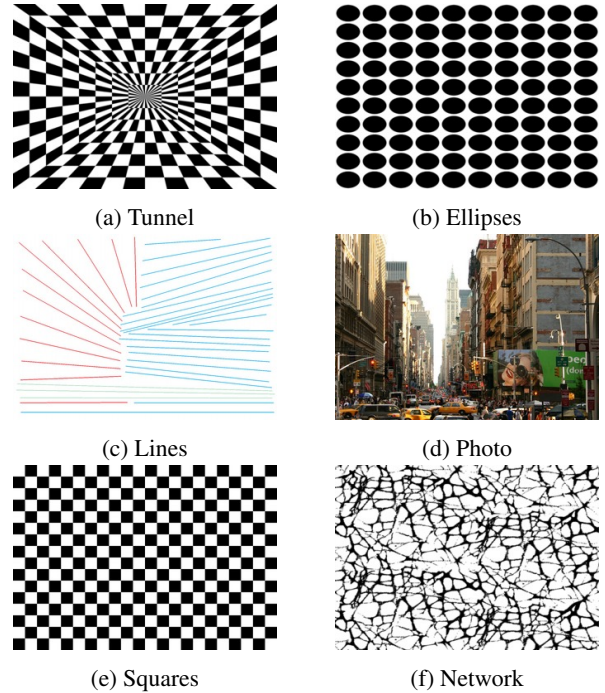 (a) Tunnel
(b) Ellipses
(c) Lines
(d) Photo
(e) Squares
(f) Network